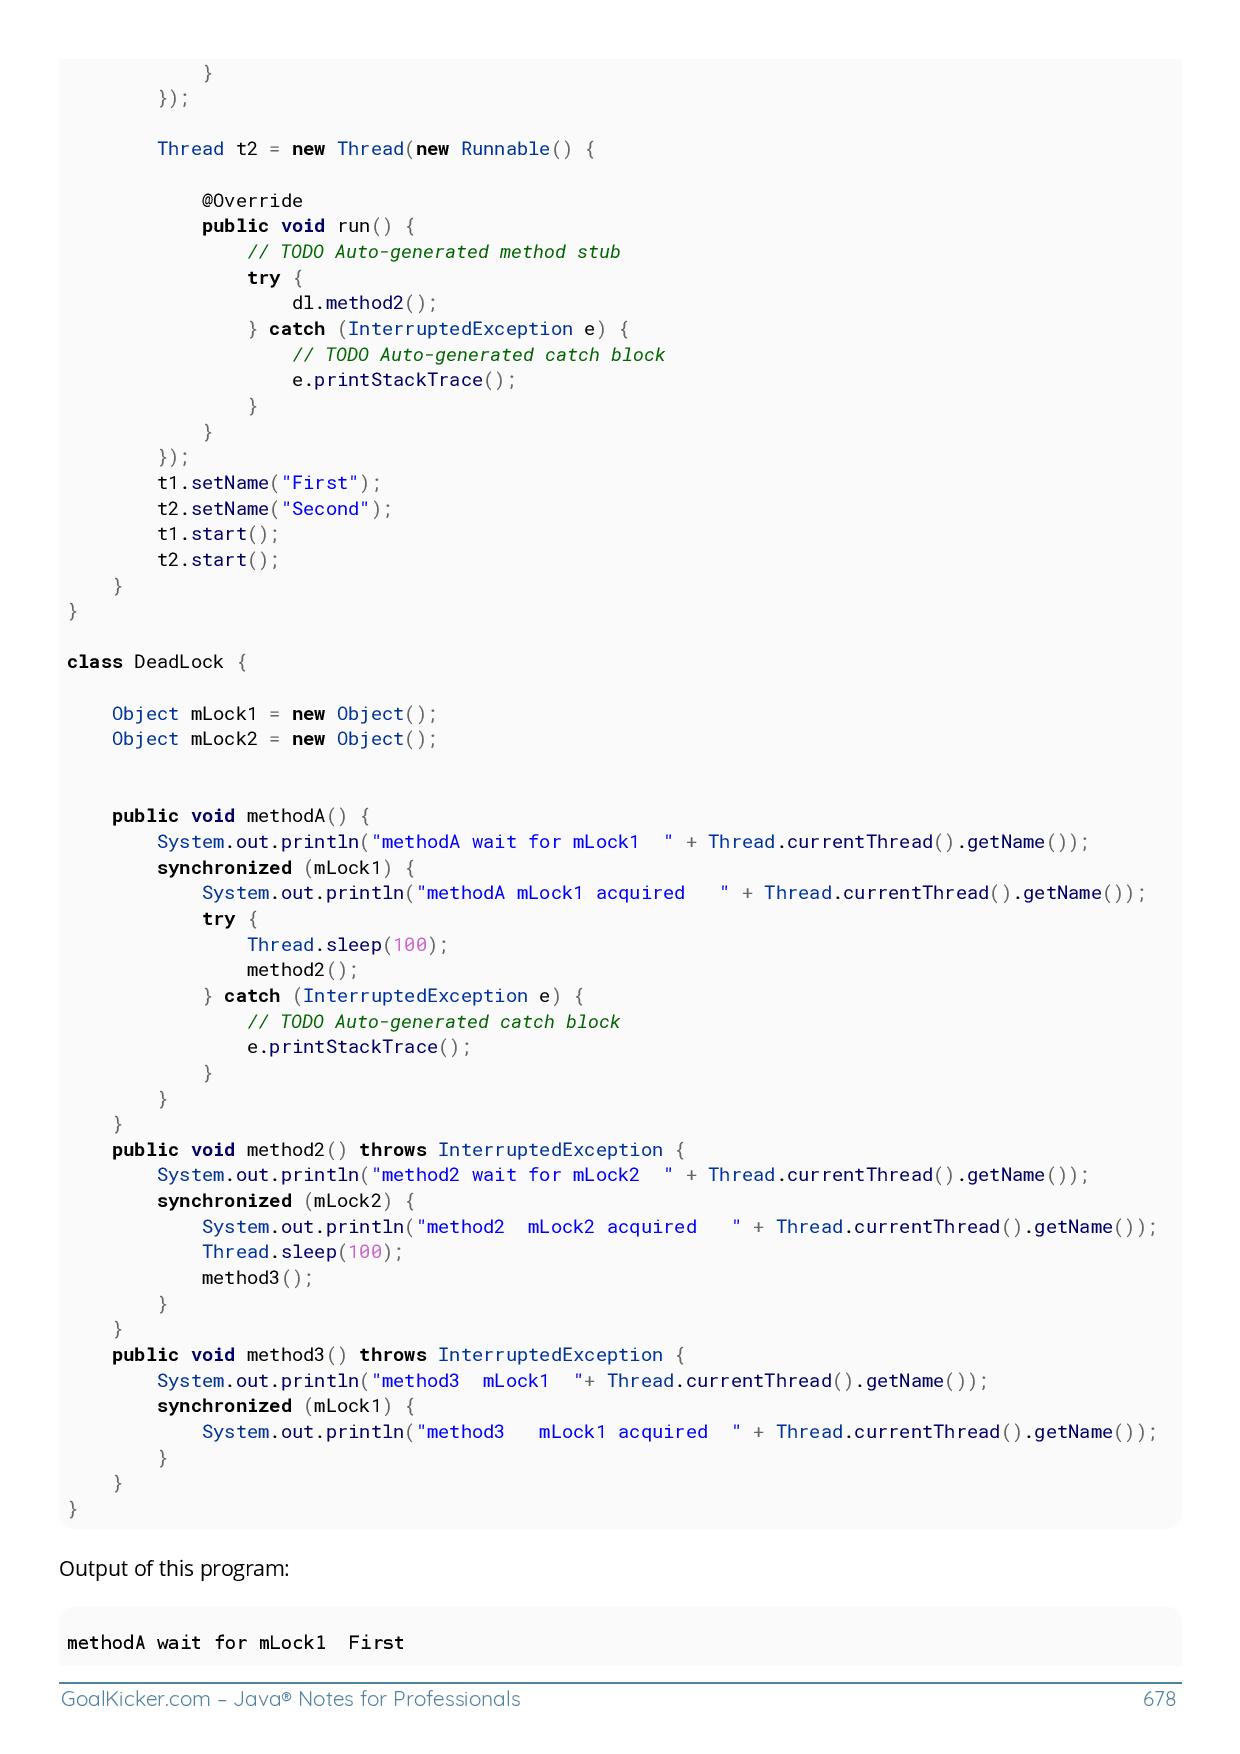 }
        });

        Thread t2 = new Thread(new Runnable() {

            @Override
            public void run() {
                // TODO Auto-generated method stub
                try {
                    dl.method2();
                } catch (InterruptedException e) {
                    // TODO Auto-generated catch block
                    e.printStackTrace();
                }
            }
        });
        t1.setName("First");
        t2.setName("Second");
        t1.start();
        t2.start();
    }
}

class DeadLock {

    Object mLock1 = new Object();
    Object mLock2 = new Object();


    public void methodA() {
        System.out.println("methodA wait for mLock1  " + Thread.currentThread().getName());
        synchronized (mLock1) {
            System.out.println("methodA mLock1 acquired   " + Thread.currentThread().getName());
            try {
                Thread.sleep(100);
                method2();
            } catch (InterruptedException e) {
                // TODO Auto-generated catch block
                e.printStackTrace();
            }
        }
    }
    public void method2() throws InterruptedException {
        System.out.println("method2 wait for mLock2  " + Thread.currentThread().getName());
        synchronized (mLock2) {
            System.out.println("method2  mLock2 acquired   " + Thread.currentThread().getName());
            Thread.sleep(100);
            method3();
        }
    }
    public void method3() throws InterruptedException {
        System.out.println("method3  mLock1  "+ Thread.currentThread().getName());
        synchronized (mLock1) {
            System.out.println("method3   mLock1 acquired  " + Thread.currentThread().getName());
        }
    }
}

Output of this program:

methodA wait for mLock1  First

GoalKicker.com – Java® Notes for Professionals 678